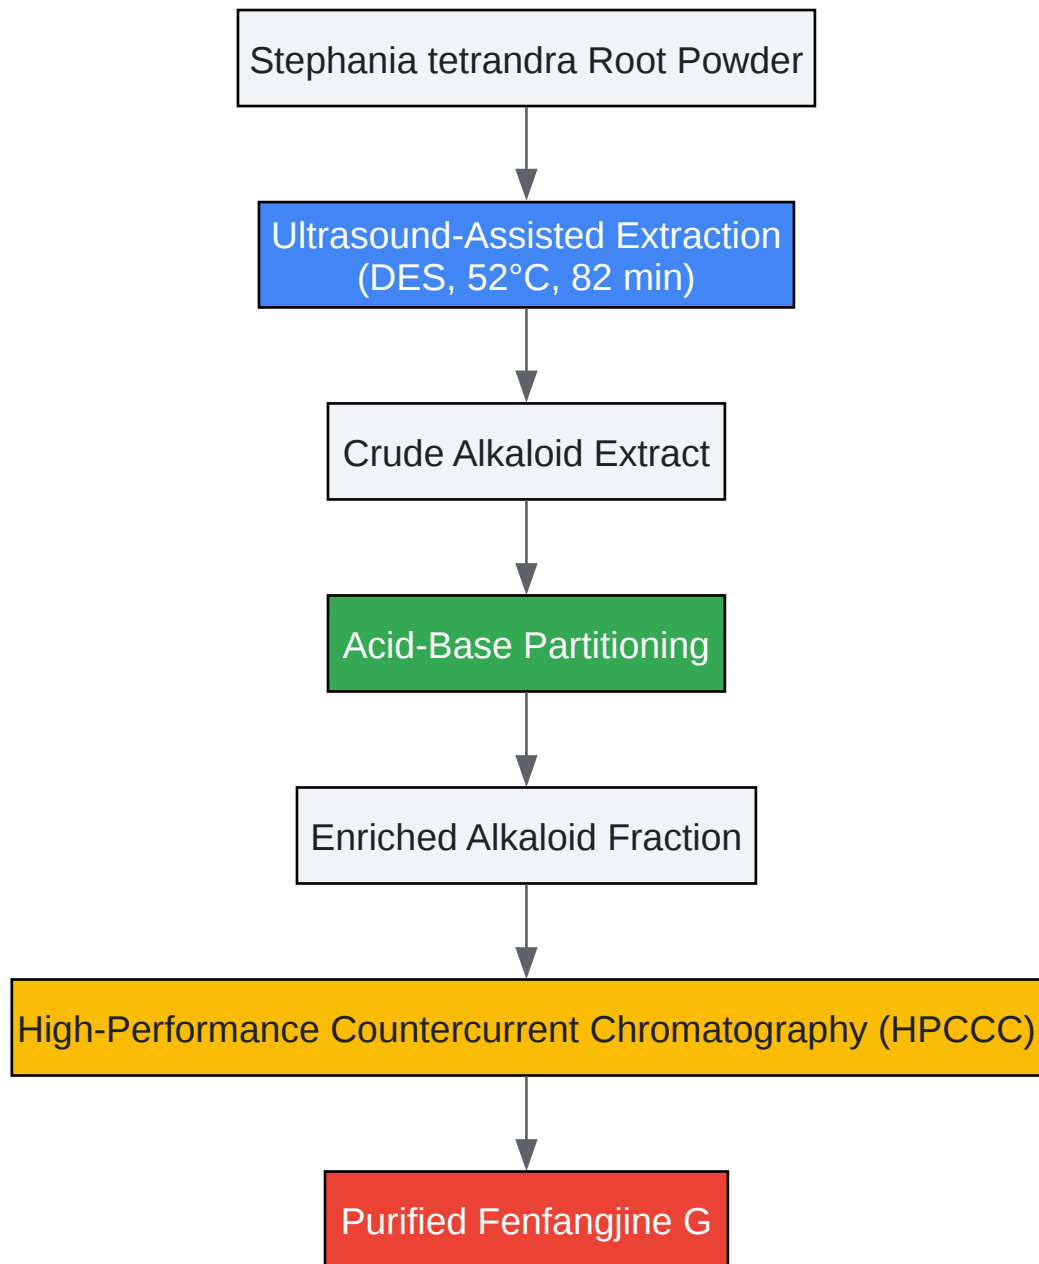 Stephania tetrandra Root Powder
Ultrasound-Assisted Extraction
(DES, 52°C, 82 min)
Crude Alkaloid Extract
Acid-Base Partitioning
Enriched Alkaloid Fraction
High-Performance Countercurrent Chromatography (HPCCC)
Purified Fenfangjine G